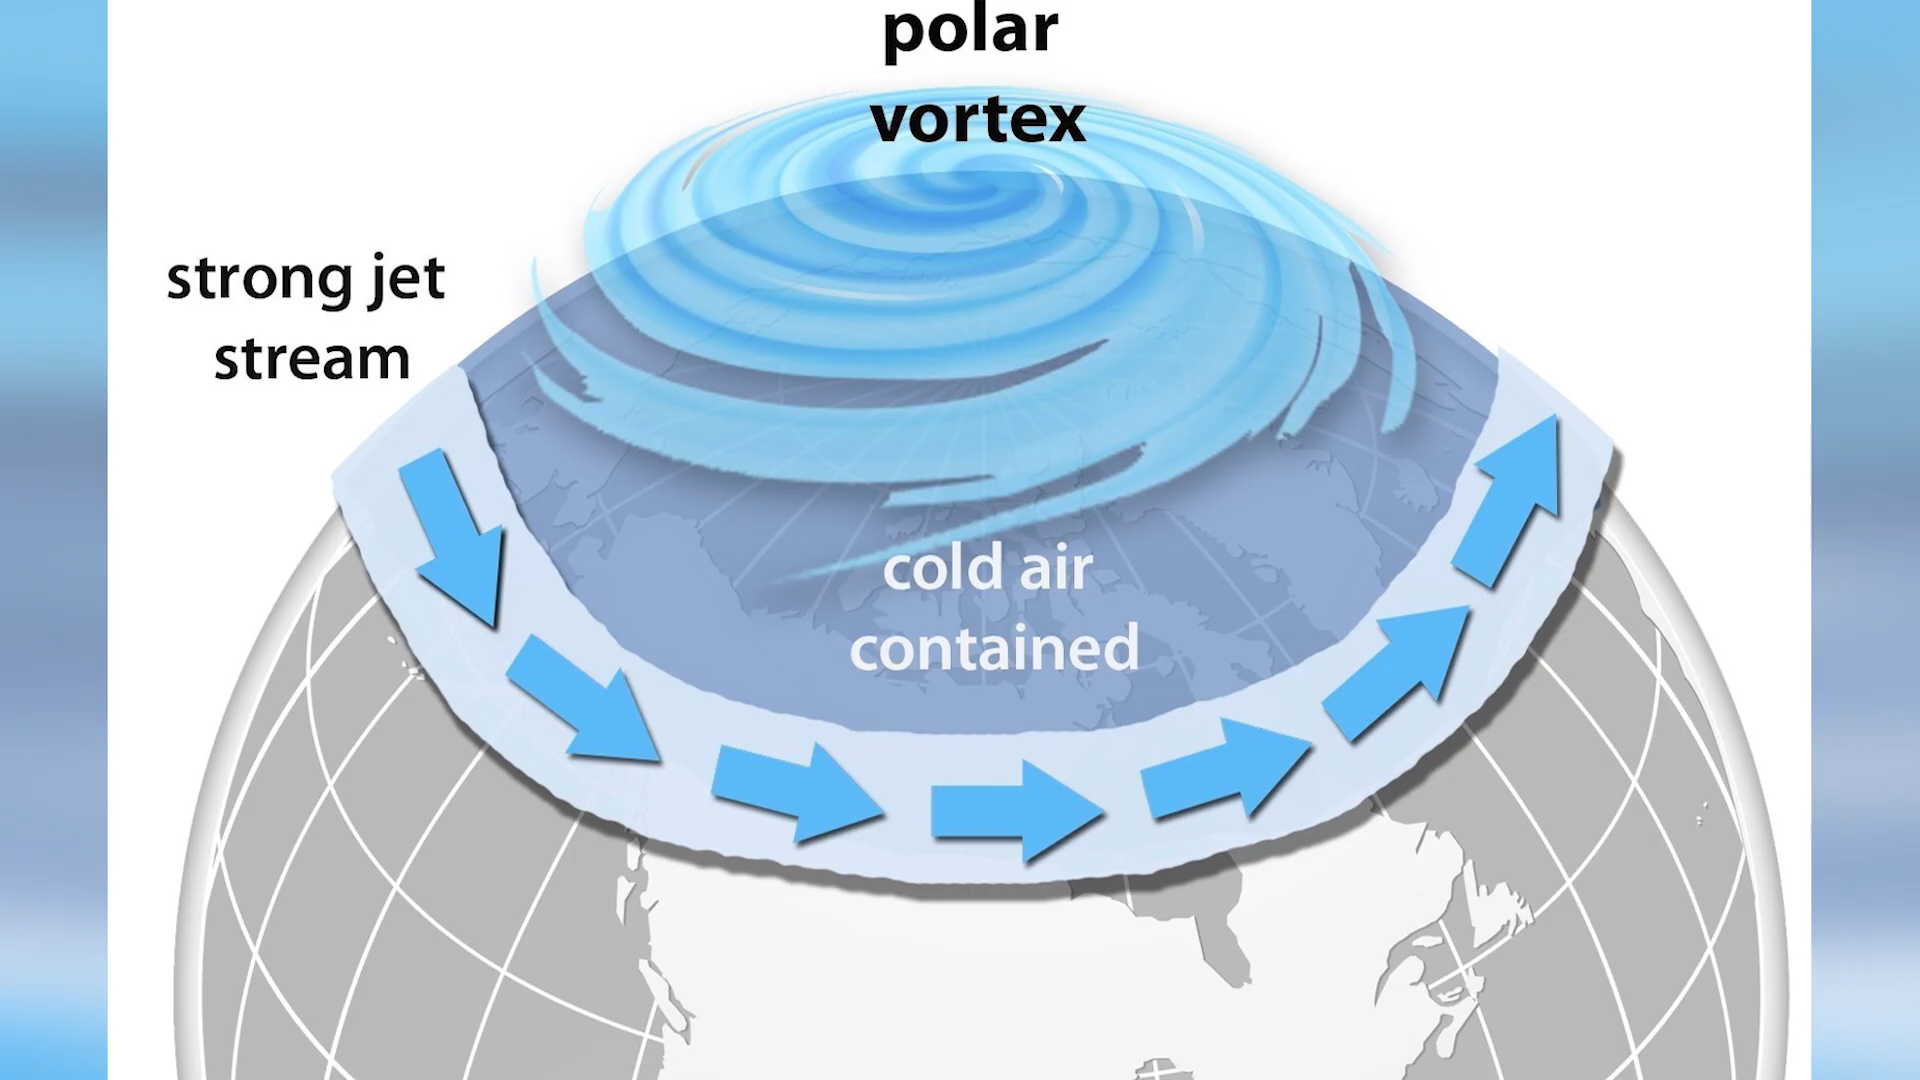 polar
vortex
strong jet
stream
cold air
contained